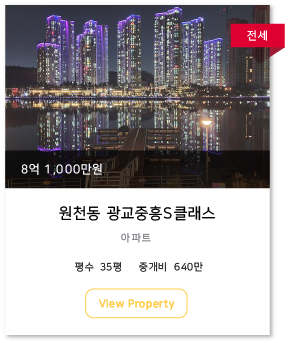 전세
8억 1,000만원
원천동 광교중흥S클래스
아파트
평수 35평 중개비 640만
View Property